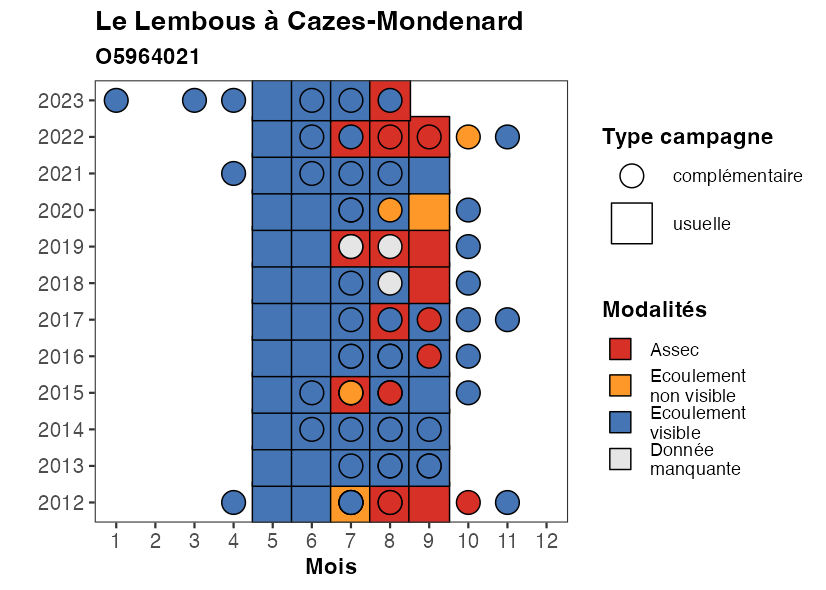 Le Lembous à Cazes-Mondenard
O5964021
2023
2022
2021
2020
2019
2018
2017
2016
2015
2014
2013
2012
1 2 3 4 5 6 7 8 9 10 11 12
Mois
Type campagne
complémentaire
usuelle
Modalités
Assec
Ecoulement
non visible
Ecoulement
visible
Donnée
manquante